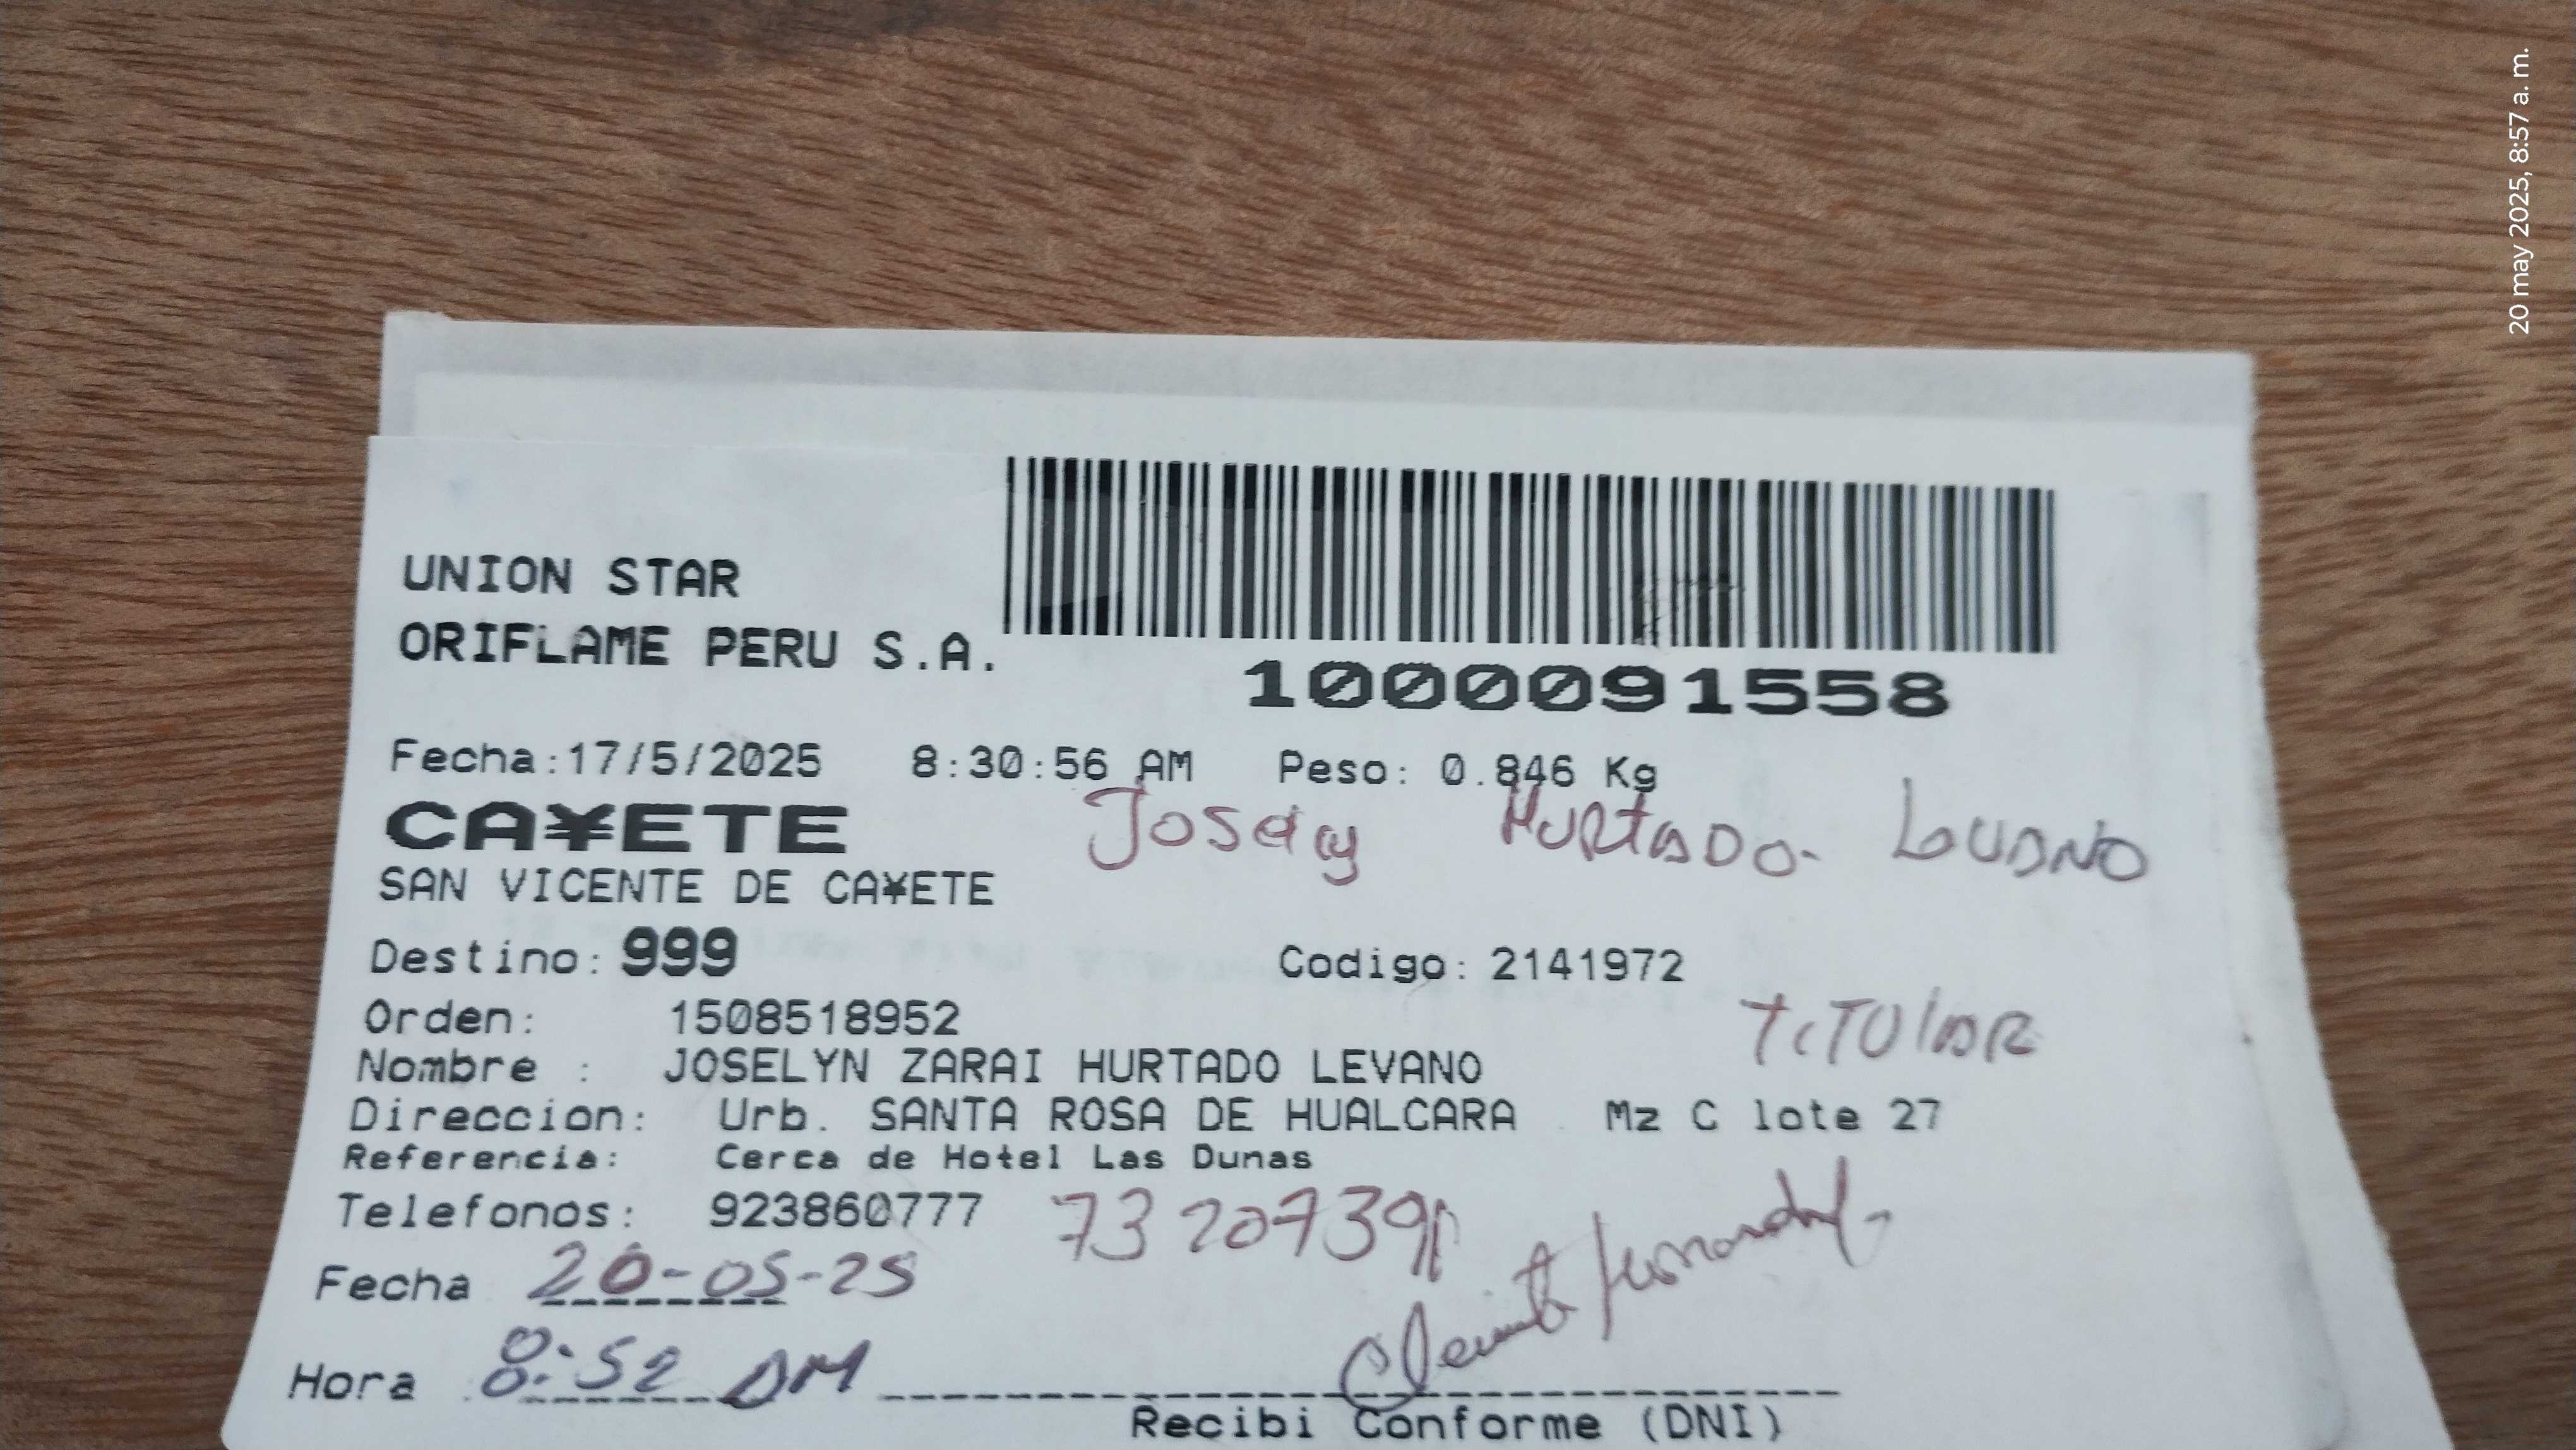 20 may 2025, 8:57 a. m.
UNION STAR
ORIFLAME PERU S.A.
1000091558
Fecha:17/5/2025 8:30:56 AM Peso: 0.846 Kg
CA¥ETE
Hurtado
SAN VICENTE DE CA¥ETE
Destino: 999 Codigo: 2141972
Orden: 1508518952
TiTUlaR
Nombre : JOSELYN ZARAI HURTADO LEVANO
Direccion: Urb. SANTA ROSA DE HUALCARA Mz C lote 27
Referencia: Cerca de Hotel Las Dunas
Telefonos: 923860777
Fecha 20-05-25
Hora 8:52 AM
Recibi Conforme (DNI)